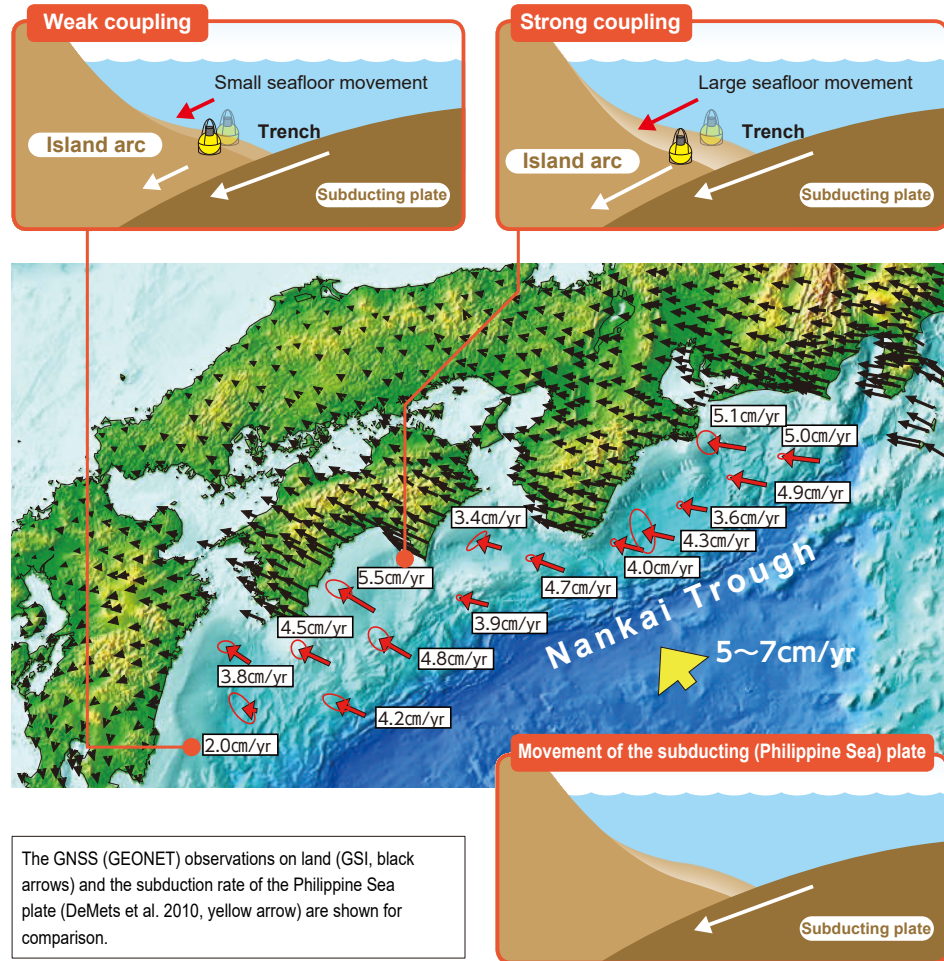 Weak coupling
Small seafloor movement
Trench
Island arc
Subducting plate
Strong coupling
Large seafloor movement
Trench
Island arc
Subducting plate
5.1cm/yr
5.0cm/yr
4.9cm/yr
3.6cm/yr
3.4cm/yr
4.3cm/yr
4.0cm/yr
4.7cm/yr
5.5cm/yr
3.9cm/yr
4.5cm/yr
4.8cm/yr
3.8cm/yr
4.2cm/yr
2.0cm/yr
Nankai Trough
5～7cm/yr
Movement of the subducting (Philippine Sea) plate
Subducting plate
The GNSS (GEONET) observations on land (GSI, black
arrows) and the subduction rate of the Philippine Sea
plate (DeMets et al. 2010, yellow arrow) are shown for
comparison.